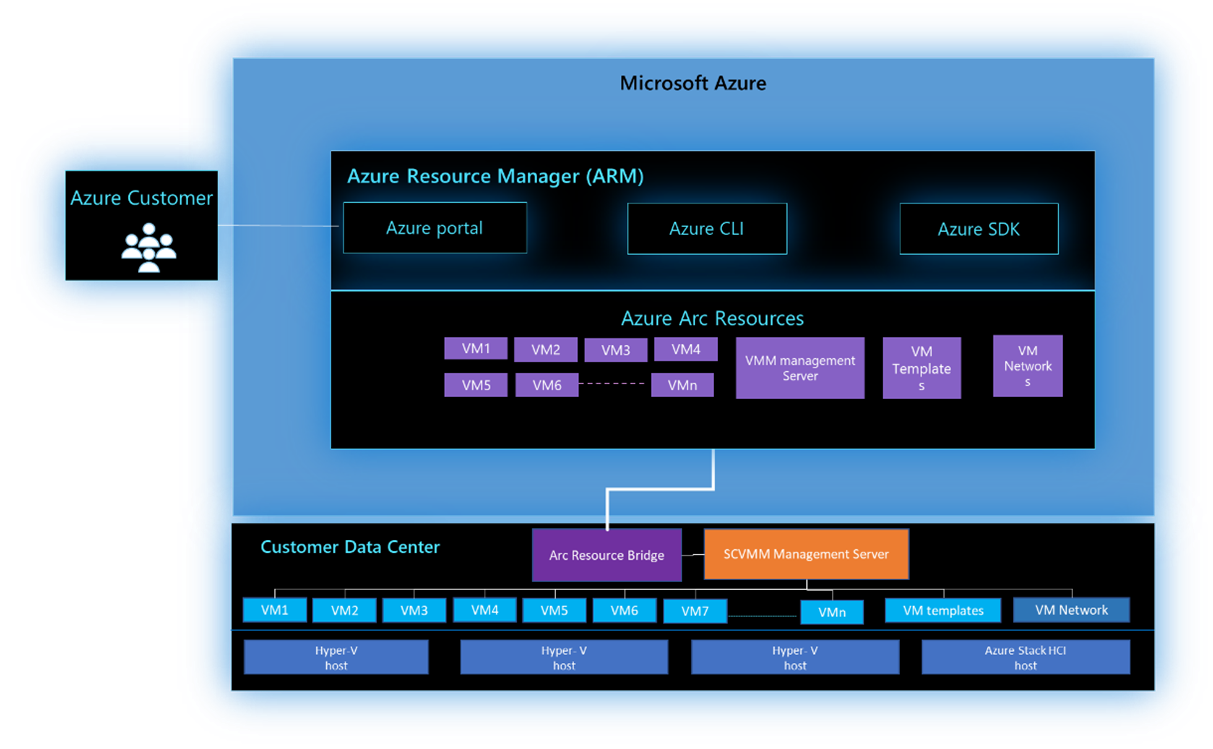 Microsoft Azure
Azure Customer
Azure Resource Manager (ARM)
Azure portal
Azure CLI
Azure SDK
Azure Arc Resources
VM1
VM2
VM3
VM4
VM5
VM6
VMn
VMM management
Server
VM
Template
s
VM
Network
s
Customer Data Center
Arc Resource Bridge
SCVMM Management Server
VM1
VM2
VM3
VM4
VM5
VM6
VM7
VMn
VM templates
VM Network
Hyper-V
host
Hyper- V
host
Hyper- V
host
Azure Stack HCI
host